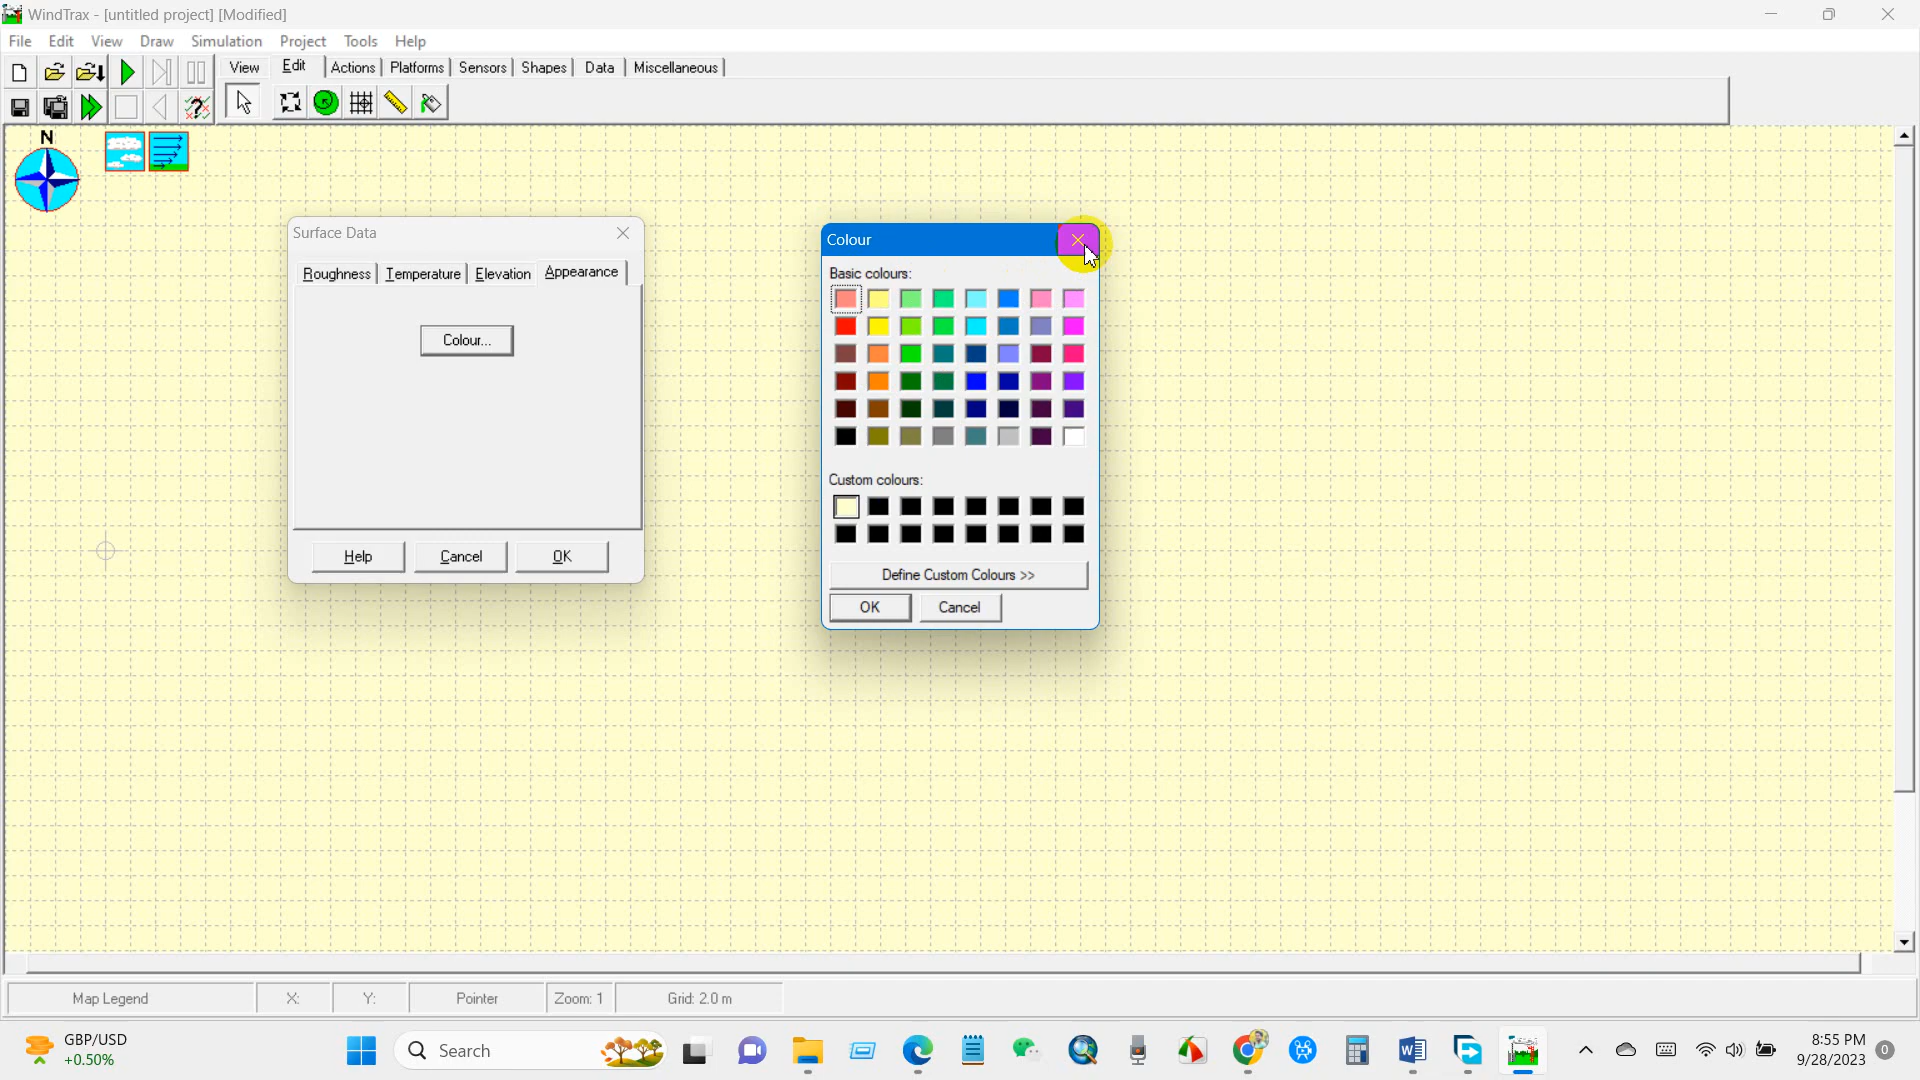 WindTrax - [untitled project] [Modified]
File Edit View Draw Simulation Project Tools Help
View Edit Actions Platforms Sensors Shapes Data Miscellaneous
N
Surface Data
Roughness Temperature Elevation Appearance
Colour...
Help Cancel OK
Colour
Basic colours:
Custom colours:
Define Custom Colours >>
OK Cancel
Map Legend X: Y: Pointer Zoom: 1 Grid: 2.0 m
GBP/USD
+0.50%
Search
8:55 PM
9/28/2023
0